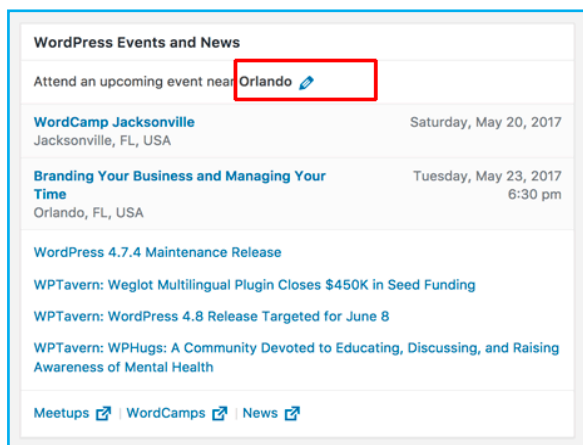 WordPress Events and News
Attend an upcoming event near Orlando
WordCamp Jacksonville
Saturday, May 20, 2017
Jacksonville, FL, USA
Branding Your Business and Managing Your
Tuesday, May 23, 2017
Time
6:30 pm
Orlando, FL, USA
WordPress 4.7.4 Maintenance Release
WPTavern: Weglot Multilingual Plugin Closes $450K in Seed Funding
WPTavern: WordPress 4.8 Release Targeted for June 8
WPTavern: WPHugs: A Community Devoted to Educating, Discussing, and Raising
Awareness of Mental Health
Meetups | WordCamps | News